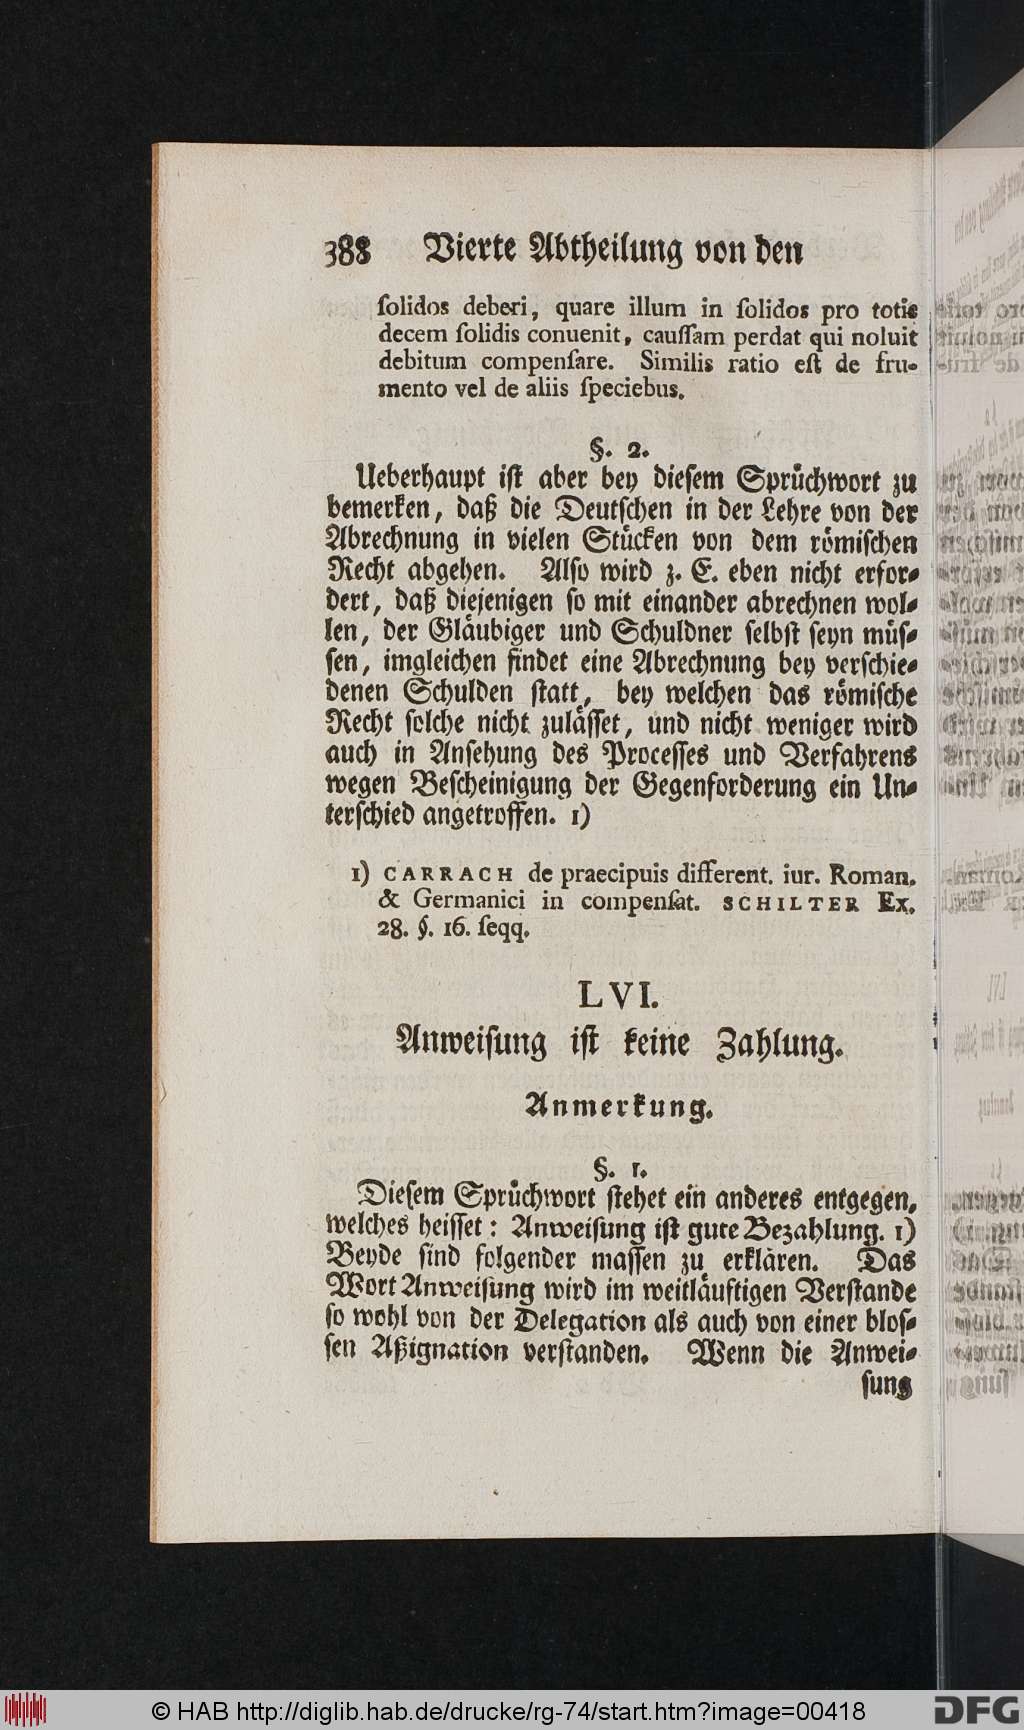 388 Vierte Abtheilung von den
ſolidos deberi, quare illum in ſolidos pro totis
decem ſolidis conuenit, cauſſam perdat qui noluit
debitum compenſare. Similis ratio eſt de fru-
mento vel de aliis ſpeciebus.
§. 2.
Ueberhaupt iſt aber bey dieſem Sprüchwort zu
bemerken, daß die Deutſchen in der Lehre von der
Abrechnung in vielen Stücken von dem römiſchen
Recht abgehen. Alſo wird z. E. eben nicht erfor-
dert, daß diejenigen ſo mit einander abrechnen wol-
len, der Gläubiger und Schuldner ſelbſt ſeyn müſ-
ſen, imgleichen findet eine Abrechnung bey verſchie-
denen Schulden ſtatt, bey welchen das römiſche
Recht ſolche nicht zuläſſet, und nicht weniger wird
auch in Anſehung des Proceſſes und Verfahrens
wegen Beſcheinigung der Gegenforderung ein Un-
terſchied angetroffen. 1)
1) CARRACH de praecipuis different. iur. Roman.
& Germanici in compenſat. SCHILTER Ex.
28. §. 16. ſeqq.
LVI.
Anweiſung iſt keine Zahlung.
Anmerkung.
§. 1.
Dieſem Sprüchwort ſtehet ein anderes entgegen,
welches heiſſet: Anweiſung iſt gute Bezahlung. 1)
Beyde ſind folgender maſſen zu erklären. Das
Wort Anweiſung wird im weitläuftigen Verſtande
ſo wohl von der Delegation als auch von einer bloſ-
ſen Aßignation verſtanden. Wenn die Anwei-
ſung
© HAB http://diglib.hab.de/drucke/rg-74/start.htm?image=00418
DFG